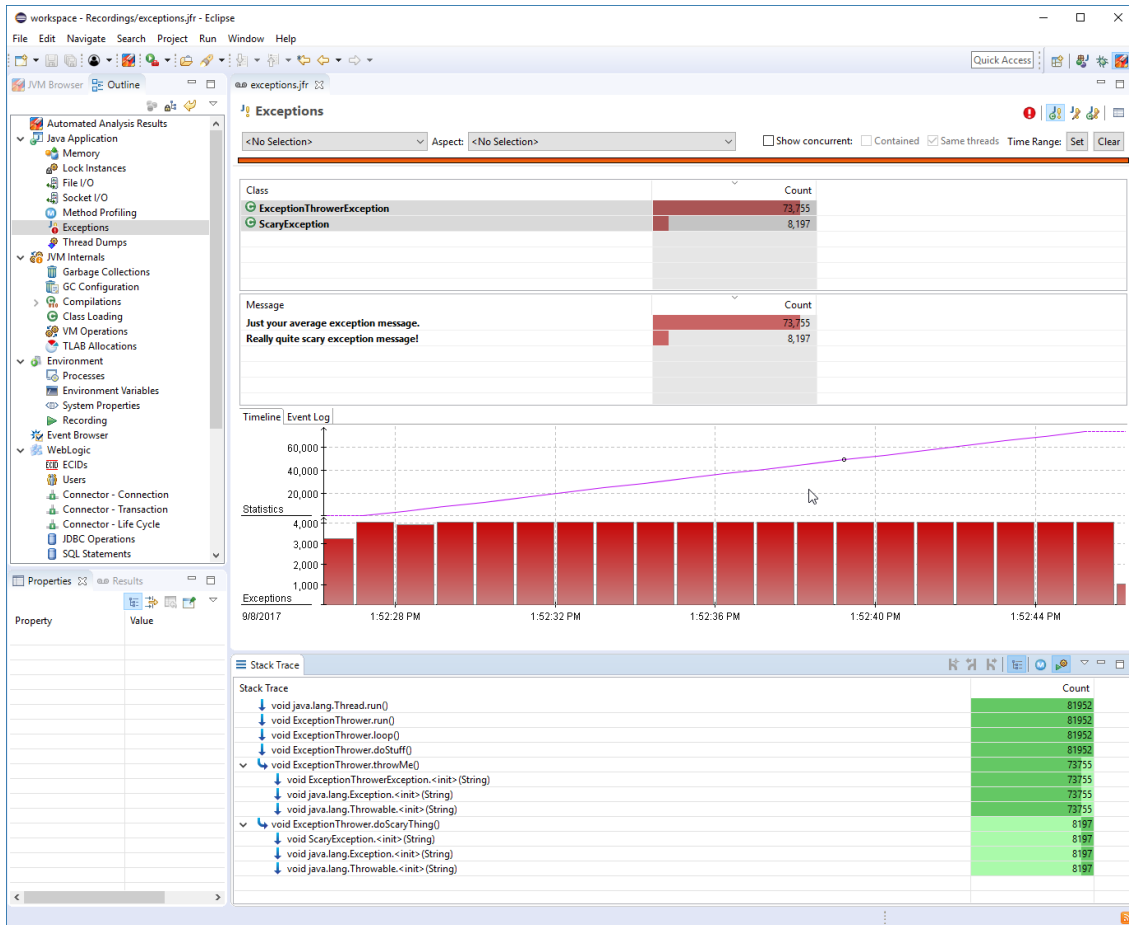 workspace - Recordings/exceptions.jfr - Eclipse
File Edit Navigate Search Project Run Window Help
Quick Access
JVM Browser Outline
Automated Analysis Results
Java Application
Memory
Lock Instances
File I/O
Socket I/O
Method Profiling
Exceptions
Thread Dumps
JVM Internals
Garbage Collections
GC Configuration
Compilations
Class Loading
VM Operations
TLAB Allocations
Environment
Processes
Environment Variables
System Properties
Recording
Event Browser
WebLogic
ECIDs
Users
Connector - Connection
Connector - Transaction
Connector - Life Cycle
JDBC Operations
SQL Statements
Properties Results
Property Value
exceptions.jfr
Exceptions
<No Selection> Aspect: <No Selection> Show concurrent: Contained Same threads Time Range: Set Clear
Class Count
ExceptionThrowerException 73,755
ScaryException 8,197
Message Count
Just your average exception message. 73,755
Really quite scary exception message! 8,197
Timeline Event Log
60,000
40,000
20,000
Statistics
4,000
3,000
2,000
1,000
Exceptions
9/8/2017 1:52:28 PM 1:52:32 PM 1:52:36 PM 1:52:40 PM 1:52:44 PM
Stack Trace
Stack Trace Count
void java.lang.Thread.run() 81952
void ExceptionThrower.run() 81952
void ExceptionThrower.loop() 81952
void ExceptionThrower.doStuff() 81952
void ExceptionThrower.throwMe() 73755
void ExceptionThrowerException.<init>(String) 73755
void java.lang.Exception.<init>(String) 73755
void java.lang.Throwable.<init>(String) 73755
void ExceptionThrower.doScaryThing() 8197
void ScaryException.<init>(String) 8197
void java.lang.Exception.<init>(String) 8197
void java.lang.Throwable.<init>(String) 8197